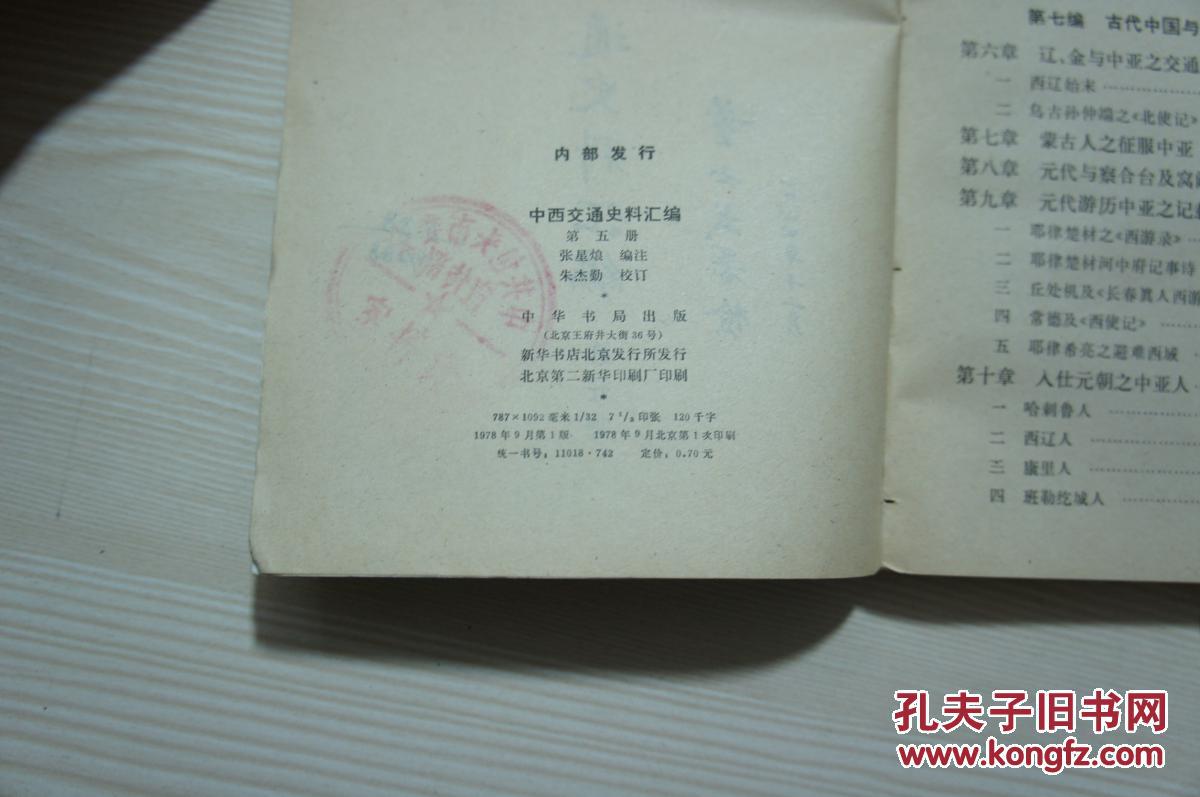 内部发行
中西交通史料汇编
第五册
张星烺 编注
朱杰勤 校订
*
中华书局出版
(北京王府井大街36号)
新华书店北京发行所发行
北京第二新华印刷厂印刷
*
787×1092毫米1/32 7 1/2印张 120千字
1978年9月第1版 1978年9月北京第1次印刷
统一书号:11018·742 定价:0.70元
第七编 古代中国与
第六章 辽、金与中亚之交通
一 西辽始末
二 乌古孙仲端之《北使记》
第七章 蒙古人之征服中亚
第八章 元代与察合台及窝阔
第九章 元代游历中亚之记
一 耶律楚材之《西游录》
二 耶律楚材河中府记事诗
三 丘处机及《长春真人西游
四 常德及《西使记》
五 耶律希亮之避难西域
第十章 入仕元朝之中亚人
一 哈剌鲁人
二 西辽人
三 康里人
四 班勒纥城人
孔夫子旧书网
www.kongfz.com